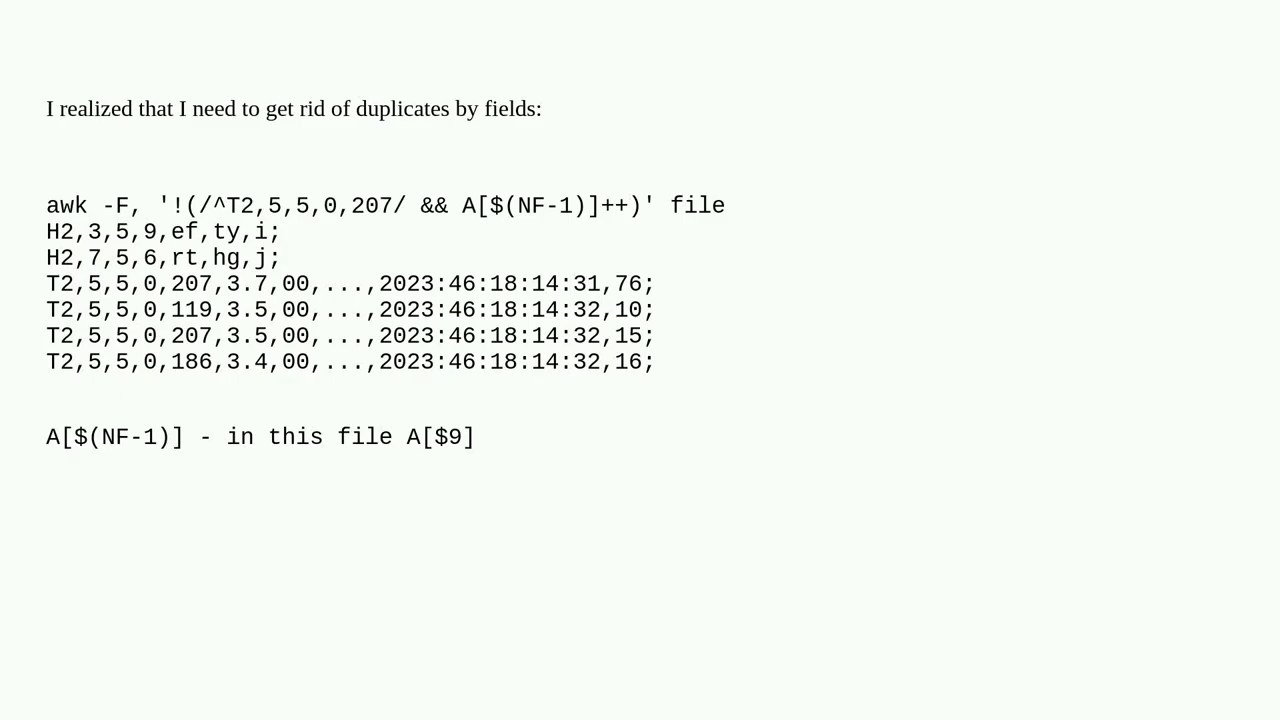 I realized that I need to get rid of duplicates by fields:
awk -F, '!(/^T2,5,5,0,207/ && A[$(NF-1)]++)' file
H2,3,5,9,ef,ty,i;
H2,7,5,6,rt,hg,j;
T2,5,5,0,207,3.7,00,...,2023:46:18:14:31,76;
T2,5,5,0,119,3.5,00,...,2023:46:18:14:32,10;
T2,5,5,0,207,3.5,00,...,2023:46:18:14:32,15;
T2,5,5,0,186,3.4,00,...,2023:46:18:14:32,16;
A[$(NF-1)] - in this file A[$9]